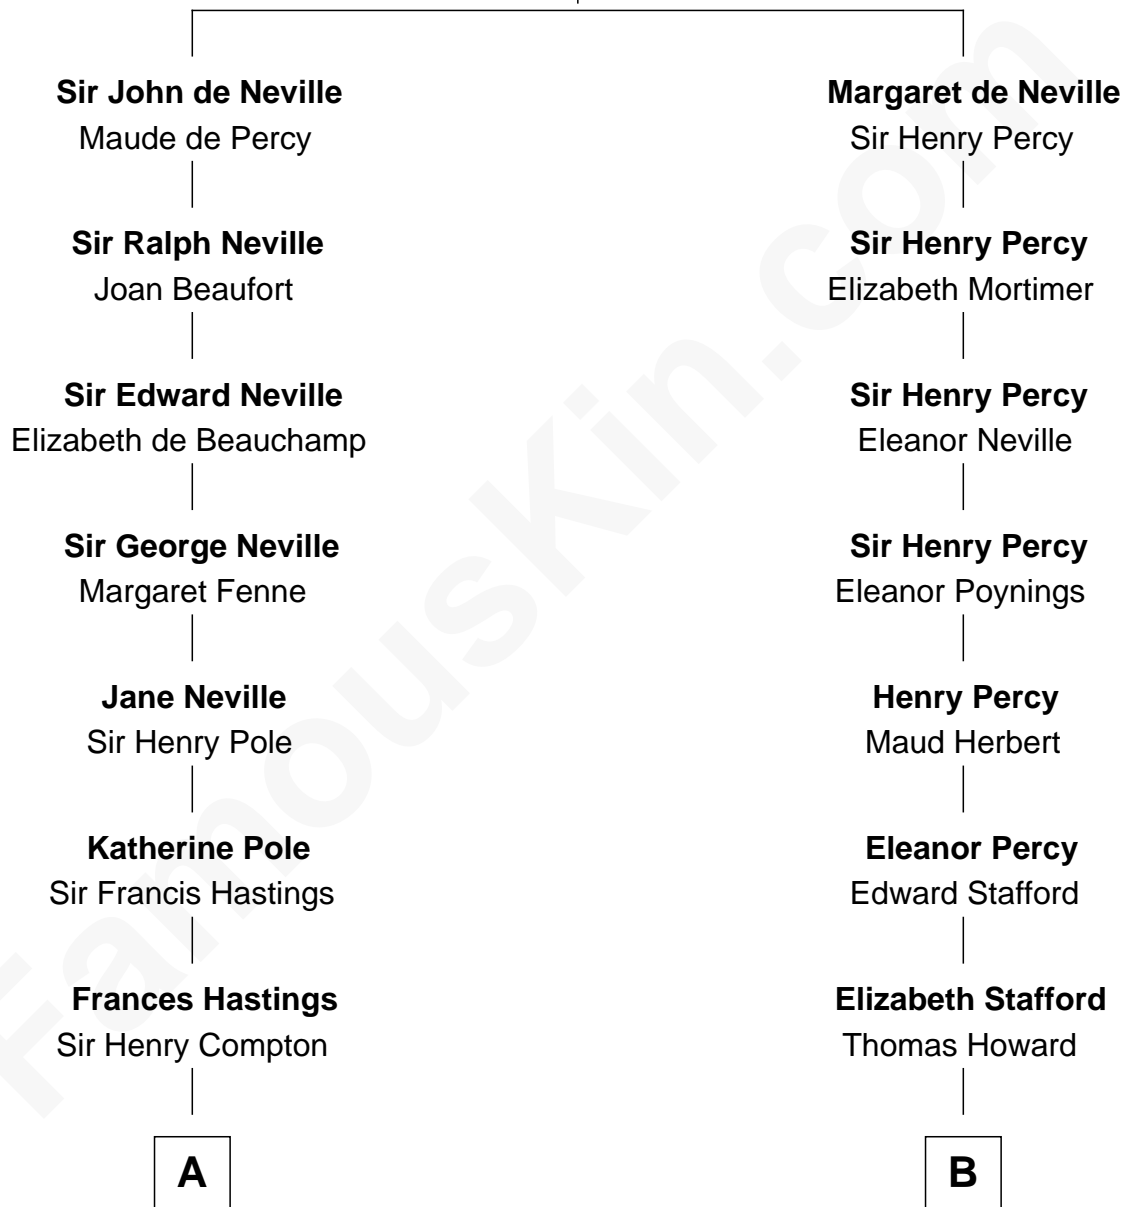 Sir John de Neville
Maude de Percy
Margaret de Neville
Sir Henry Percy
Sir Ralph Neville
Joan Beaufort
Sir Henry Percy
Elizabeth Mortimer
Sir Edward Neville
Elizabeth de Beauchamp
Sir Henry Percy
Eleanor Neville
Sir George Neville
Margaret Fenne
Sir Henry Percy
Eleanor Poynings
Jane Neville
Sir Henry Pole
Henry Percy
Maud Herbert
Katherine Pole
Sir Francis Hastings
Eleanor Percy
Edward Stafford
Frances Hastings
Sir Henry Compton
Elizabeth Stafford
Thomas Howard
A
B
FamousKin.com